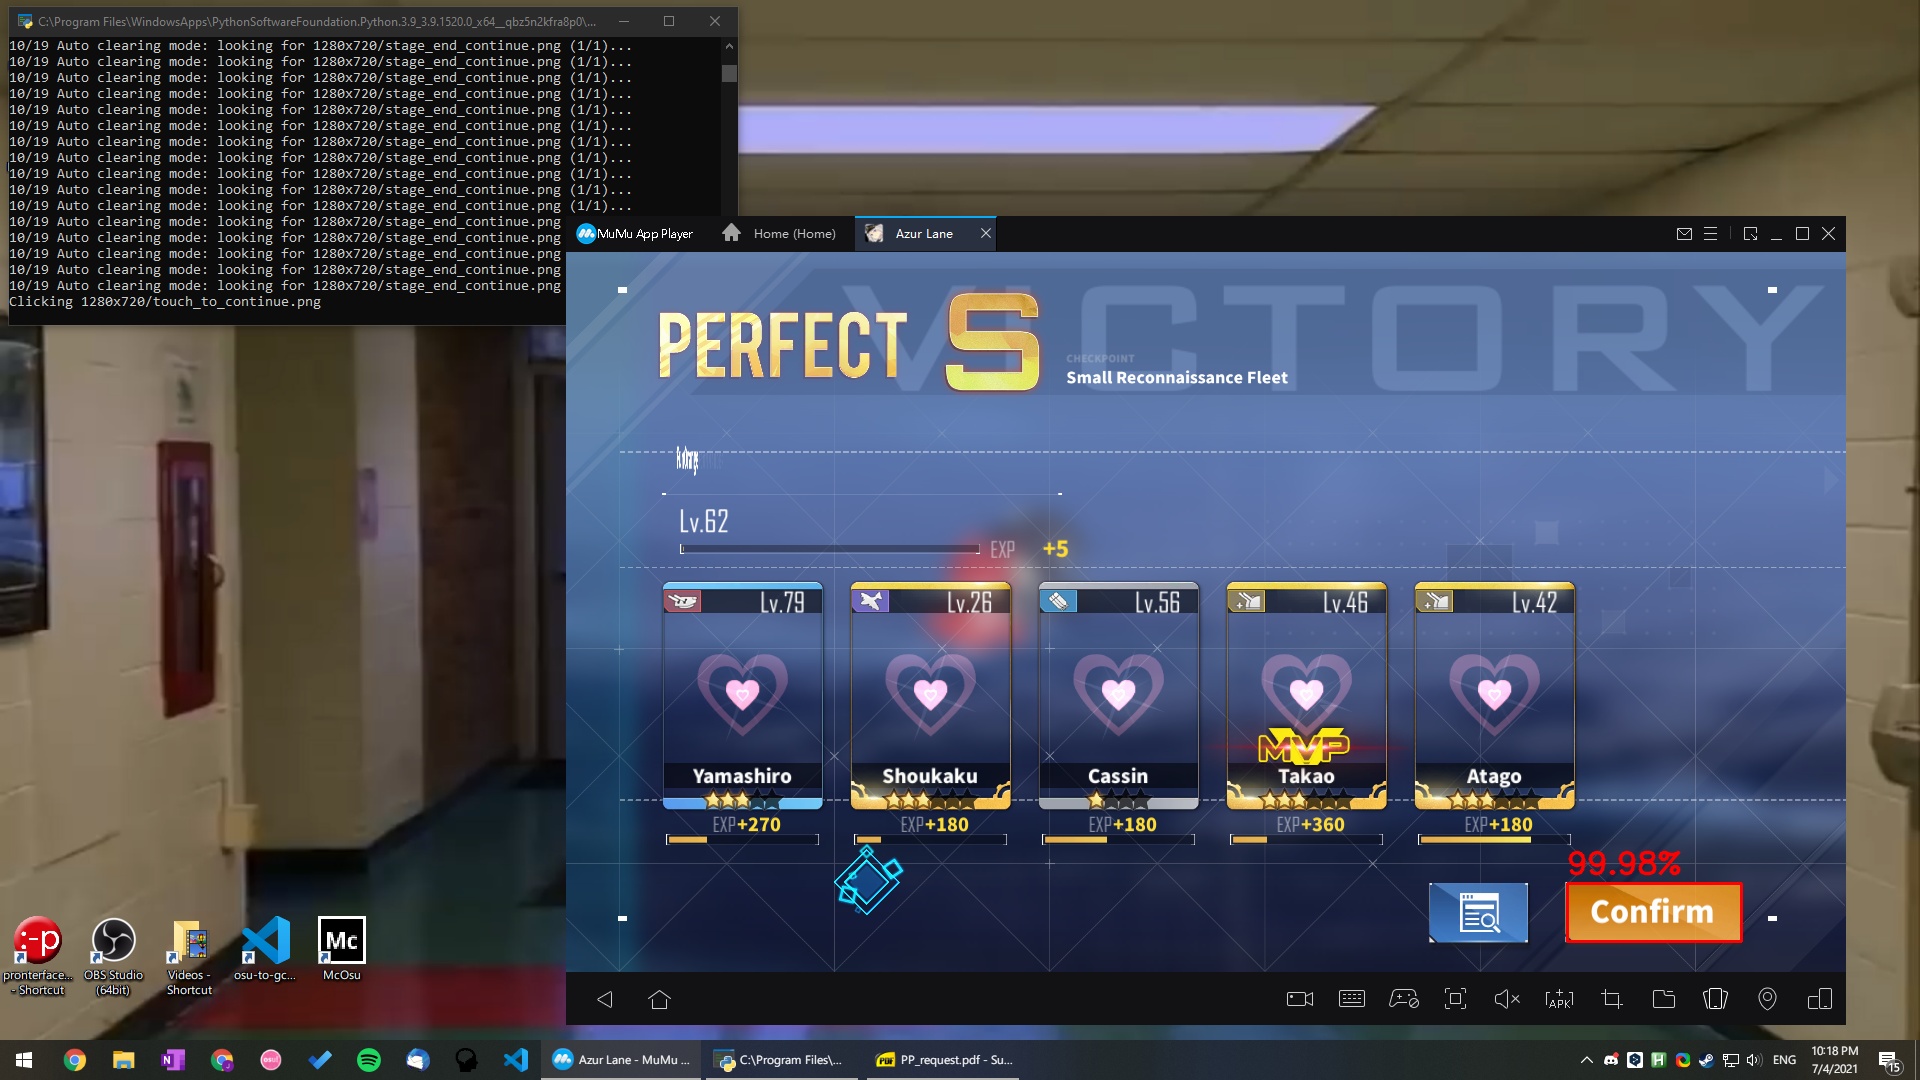 C:\Program Files\WindowsApps\PythonSoftwareFoundation.Python.3.9_3.9.1520.0_x64__qbz5n2kfra8p0\...
10/19 Auto clearing mode: looking for 1280x720/stage_end_continue.png (1/1)...
10/19 Auto clearing mode: looking for 1280x720/stage_end_continue.png (1/1)...
10/19 Auto clearing mode: looking for 1280x720/stage_end_continue.png (1/1)...
10/19 Auto clearing mode: looking for 1280x720/stage_end_continue.png (1/1)...
10/19 Auto clearing mode: looking for 1280x720/stage_end_continue.png (1/1)...
10/19 Auto clearing mode: looking for 1280x720/stage_end_continue.png (1/1)...
10/19 Auto clearing mode: looking for 1280x720/stage_end_continue.png (1/1)...
10/19 Auto clearing mode: looking for 1280x720/stage_end_continue.png (1/1)...
10/19 Auto clearing mode: looking for 1280x720/stage_end_continue.png (1/1)...
10/19 Auto clearing mode: looking for 1280x720/stage_end_continue.png (1/1)...
10/19 Auto clearing mode: looking for 1280x720/stage_end_continue.png (1/1)...
10/19 Auto clearing mode: looking for 1280x720/stage_end_continue.png
10/19 Auto clearing mode: looking for 1280x720/stage_end_continue.png
10/19 Auto clearing mode: looking for 1280x720/stage_end_continue.png
10/19 Auto clearing mode: looking for 1280x720/stage_end_continue.png
10/19 Auto clearing mode: looking for 1280x720/stage_end_continue.png
Clicking 1280x720/touch_to_continue.png
MuMu App Player
Home (Home)
Azur Lane
VICTORY
PERFECT S
CHECKPOINT
Small Reconnaissance Fleet
Lv.62
EXP +5
Lv.79
Lv.26
Lv.56
Lv.46
Lv.42
MVP
Yamashiro
Shoukaku
Cassin
Takao
Atago
EXP+270
EXP+180
EXP+180
EXP+360
EXP+180
99.98%
Confirm
APK
:-p
Mc
pronterface... - Shortcut
OBS Studio (64bit)
Videos - Shortcut
osu-to-gc...
McOsu
Azur Lane - MuMu ...
C:\Program Files\...
PP_request.pdf - Su...
ENG
10:18 PM
7/4/2021
15